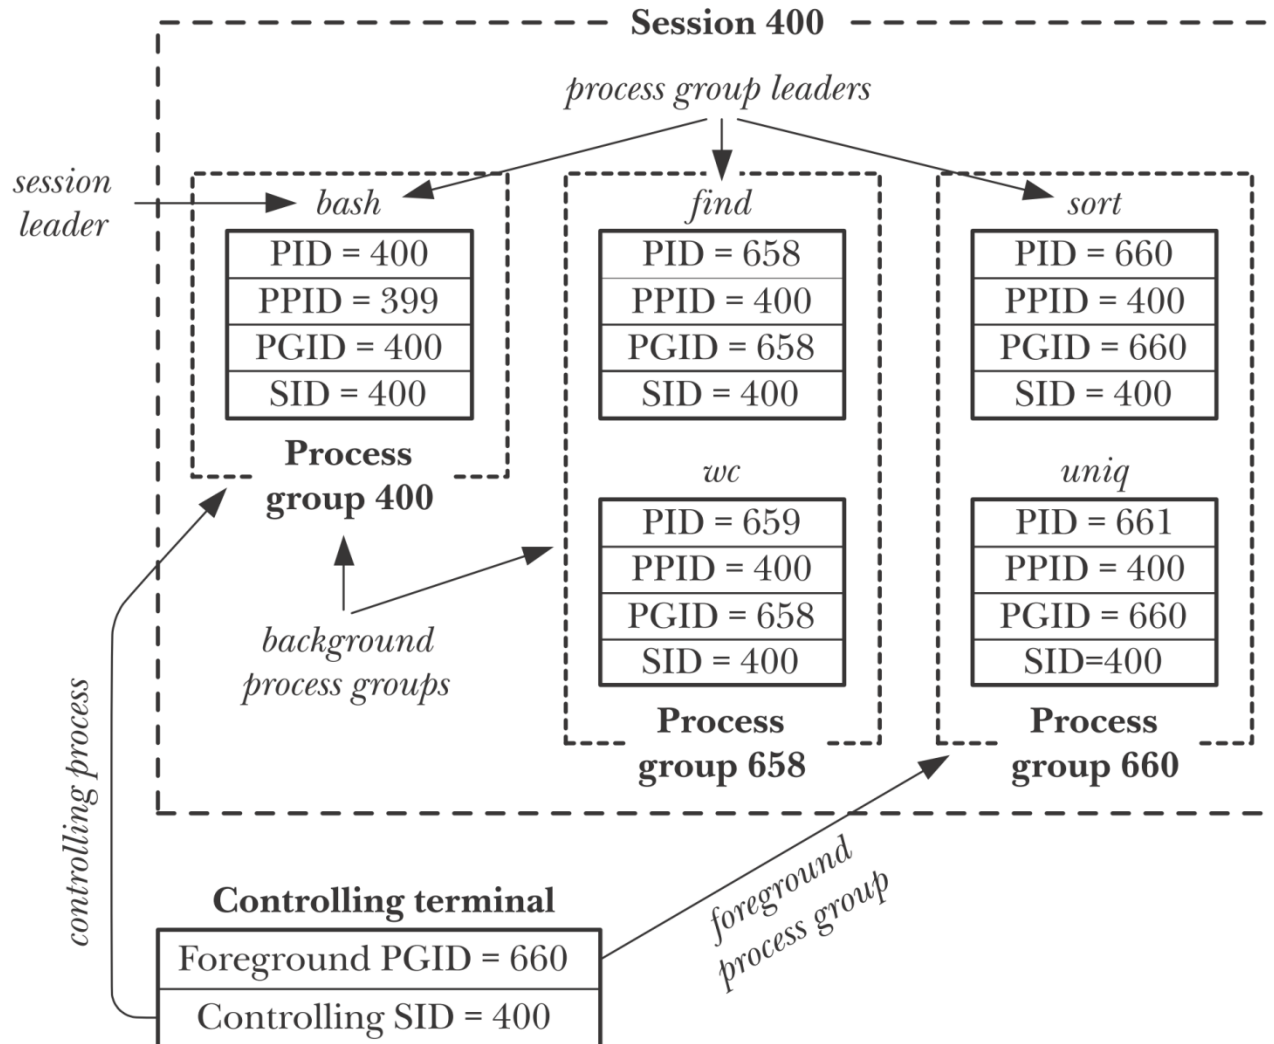 Session 400
process group leaders
session
leader
bash
PID = 400
PPID = 399
PGID = 400
SID = 400
Process
group 400
find
PID = 658
PPID = 400
PGID = 658
SID = 400
wc
PID = 659
PPID = 400
PGID = 658
SID = 400
Process
group 658
sort
PID = 660
PPID = 400
PGID = 660
SID = 400
uniq
PID = 661
PPID = 400
PGID = 660
SID=400
Process
group 660
background
process groups
controlling process
foreground
process group
Controlling terminal
Foreground PGID = 660
Controlling SID = 400